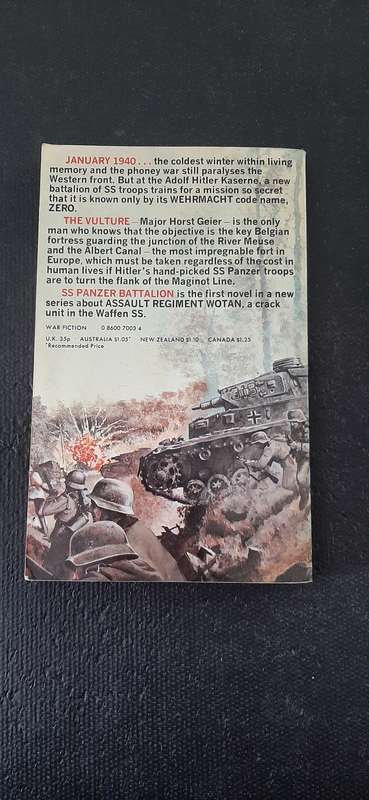 JANUARY 1940 . . . the coldest winter within living
memory and the phoney war still paralyses the
Western front. But at the Adolf Hitler Kaserne, a new
battalion of SS troops trains for a mission so secret
that it is known only by its WEHRMACHT code name,
ZERO.
THE VULTURE — Major Horst Geier — is the only
man who knows that the objective is the key Belgian
fortress guarding the junction of the River Meuse
and the Albert Canal — the most impregnable fort in
Europe, which must be taken regardless of the cost in
human lives if Hitler's hand-picked SS Panzer troops
are to turn the flank of the Maginot Line.
SS PANZER BATTALION is the first novel in a new
series about ASSAULT REGIMENT WOTAN, a crack
unit in the Waffen SS.
WAR FICTION 0 8600 7003 4
U.K. 35p AUSTRALIA $1.05* NEW ZEALAND $1.10 CANADA $1.25
*Recommended Price